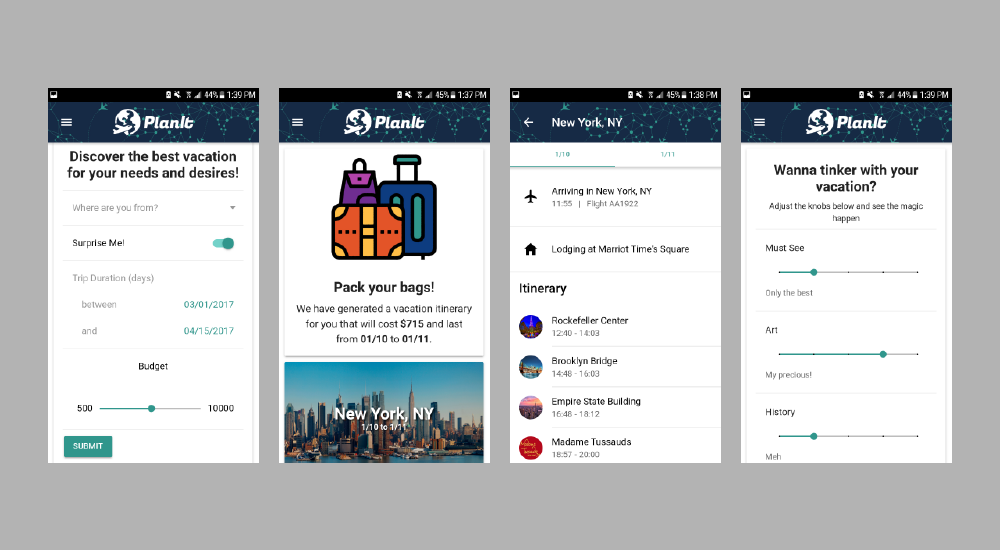 44% 1:39 PM
PlanIt
Discover the best vacation
for your needs and desires!
Where are you from?
Surprise Me!
Trip Duration (days)
between 03/01/2017
and 04/15/2017
Budget
500 10000
SUBMIT
45% 1:37 PM
PlanIt
Pack your bags!
We have generated a vacation itinerary
for you that will cost $715 and last
from 01/10 to 01/11.
New York, NY
1/10 to 1/11
45% 1:38 PM
New York, NY
1/10 1/11
Arriving in New York, NY
11:55 | Flight AA1922
Lodging at Marriot Time's Square
Itinerary
Rockefeller Center
12:40 - 14:03
Brooklyn Bridge
14:48 - 16:03
Empire State Building
16:48 - 18:12
Madame Tussauds
18:57 - 20:00
44% 1:39 PM
PlanIt
Wanna tinker with your
vacation?
Adjust the knobs below and see the magic
happen
Must See
Only the best
Art
My precious!
History
Meh